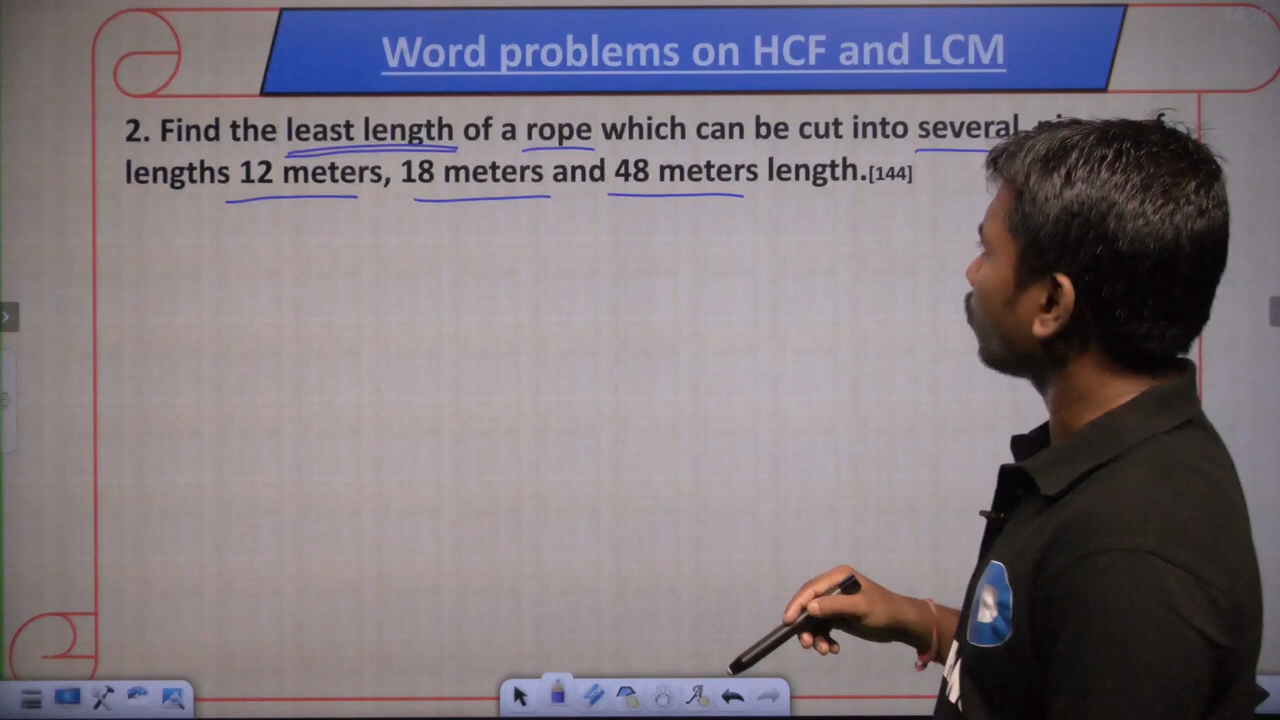 Word problems on HCF and LCM
2. Find the least length of a rope which can be cut into several
lengths 12 meters, 18 meters and 48 meters length.[144]